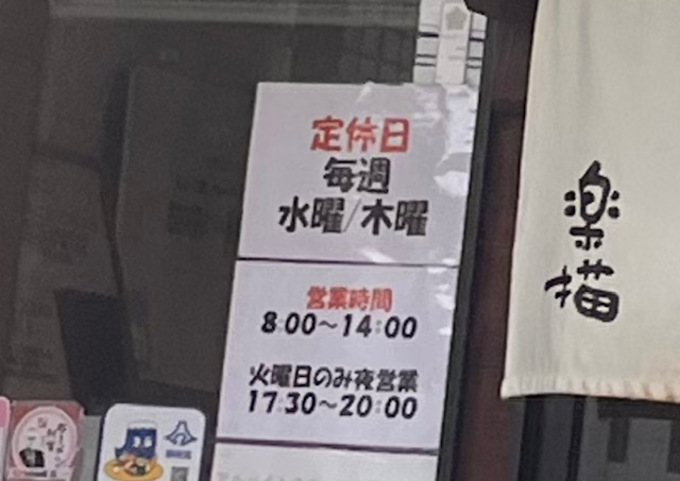 定休日
毎週
水曜/木曜
営業時間
8:00～14:00
火曜日のみ夜営業
17:30～20:00
楽
描